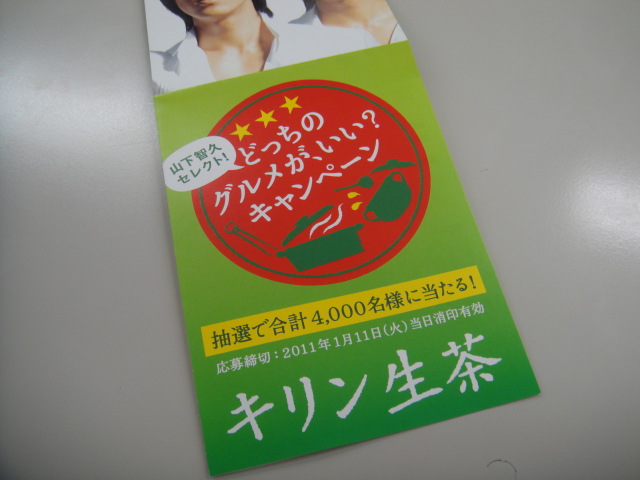 山下智久
セレクト!
どっちの
グルメが、いい?
キャンペーン
抽選で合計4,000名様に当たる!
応募締切:2011年1月11日(火)当日消印有効
キリン生茶